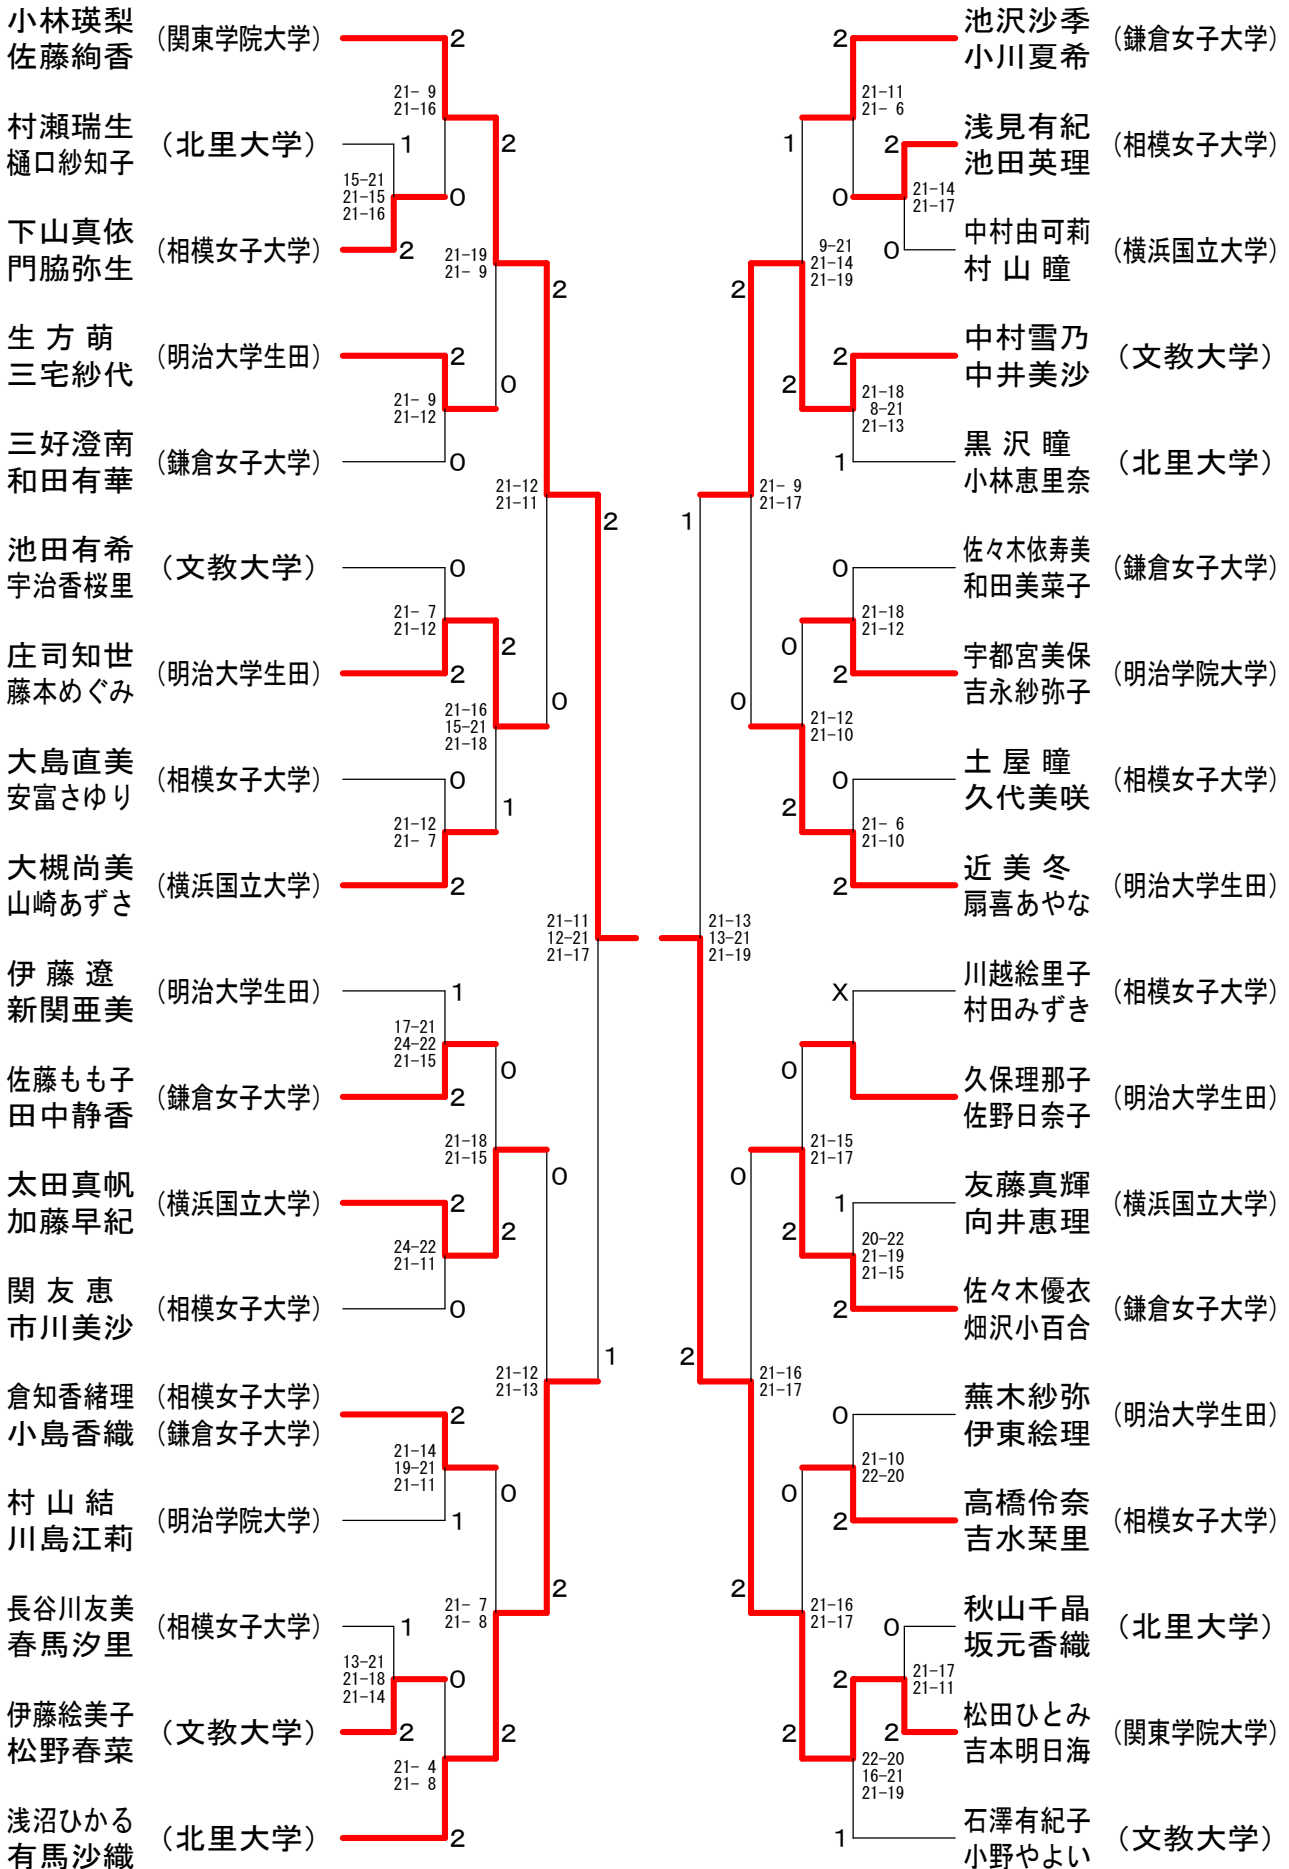 小林瑛梨
佐藤絢香
(関東学院大学)
2
21- 9
21-16
村瀬瑞生
樋口紗知子
(北里大学)
1
2
15-21
21-15
21-16
0
下山真依
門脇弥生
(相模女子大学)
2
21-19
21- 9
2
生方萌
三宅紗代
(明治大学生田)
2
0
21- 9
21-12
三好澄南
和田有華
(鎌倉女子大学)
0
21-12
21-11
2
池田有希
宇治香桜里
(文教大学)
0
21- 7
21-12
2
庄司知世
藤本めぐみ
(明治大学生田)
2
0
21-16
15-21
21-18
大島直美
安富さゆり
(相模女子大学)
0
1
21-12
21- 7
大槻尚美
山崎あずさ
(横浜国立大学)
2
21-11
12-21
21-17
伊藤遼
新関亜美
(明治大学生田)
1
17-21
24-22
21-15
0
佐藤もも子
田中静香
(鎌倉女子大学)
2
21-18
21-15
0
太田真帆
加藤早紀
(横浜国立大学)
2
2
24-22
21-11
関友恵
市川美沙
(相模女子大学)
0
1
21-12
21-13
倉知香緒理
小島香織
(相模女子大学)
(鎌倉女子大学)
2
21-14
19-21
21-11
0
村山結
川島江莉
(明治学院大学)
1
2
21- 7
21- 8
長谷川友美
春馬汐里
(相模女子大学)
1
13-21
21-18
21-14
0
伊藤絵美子
松野春菜
(文教大学)
2
2
21- 4
21- 8
浅沼ひかる
有馬沙織
(北里大学)
2
2
池沢沙季
小川夏希
(鎌倉女子大学)
21-11
21- 6
1
2
浅見有紀
池田英理
(相模女子大学)
0
21-14
21-17
0
中村由可莉
村山瞳
(横浜国立大学)
9-21
21-14
21-19
2
2
中村雪乃
中井美沙
(文教大学)
2
21-18
8-21
21-13
1
黒沢瞳
小林恵里奈
(北里大学)
1
21- 9
21-17
0
佐々木依寿美
和田美菜子
(鎌倉女子大学)
21-18
21-12
0
2
宇都宮美保
吉永紗弥子
(明治学院大学)
0
21-12
21-10
0
土屋瞳
久代美咲
(相模女子大学)
2
21- 6
21-10
2
近美冬
扇喜あやな
(明治大学生田)
21-13
13-21
21-19
X
川越絵里子
村田みずき
(相模女子大学)
0
久保理那子
佐野日奈子
(明治大学生田)
21-15
21-17
0
1
友藤真輝
向井恵理
(横浜国立大学)
2
20-22
21-19
21-15
2
佐々木優衣
畑沢小百合
(鎌倉女子大学)
2
21-16
21-17
0
蕪木紗弥
伊東絵理
(明治大学生田)
21-10
22-20
0
2
高橋伶奈
吉水栞里
(相模女子大学)
2
21-16
21-17
0
秋山千晶
坂元香織
(北里大学)
2
21-17
21-11
2
2
松田ひとみ
吉本明日海
(関東学院大学)
22-20
16-21
21-19
1
石澤有紀子
小野やよい
(文教大学)